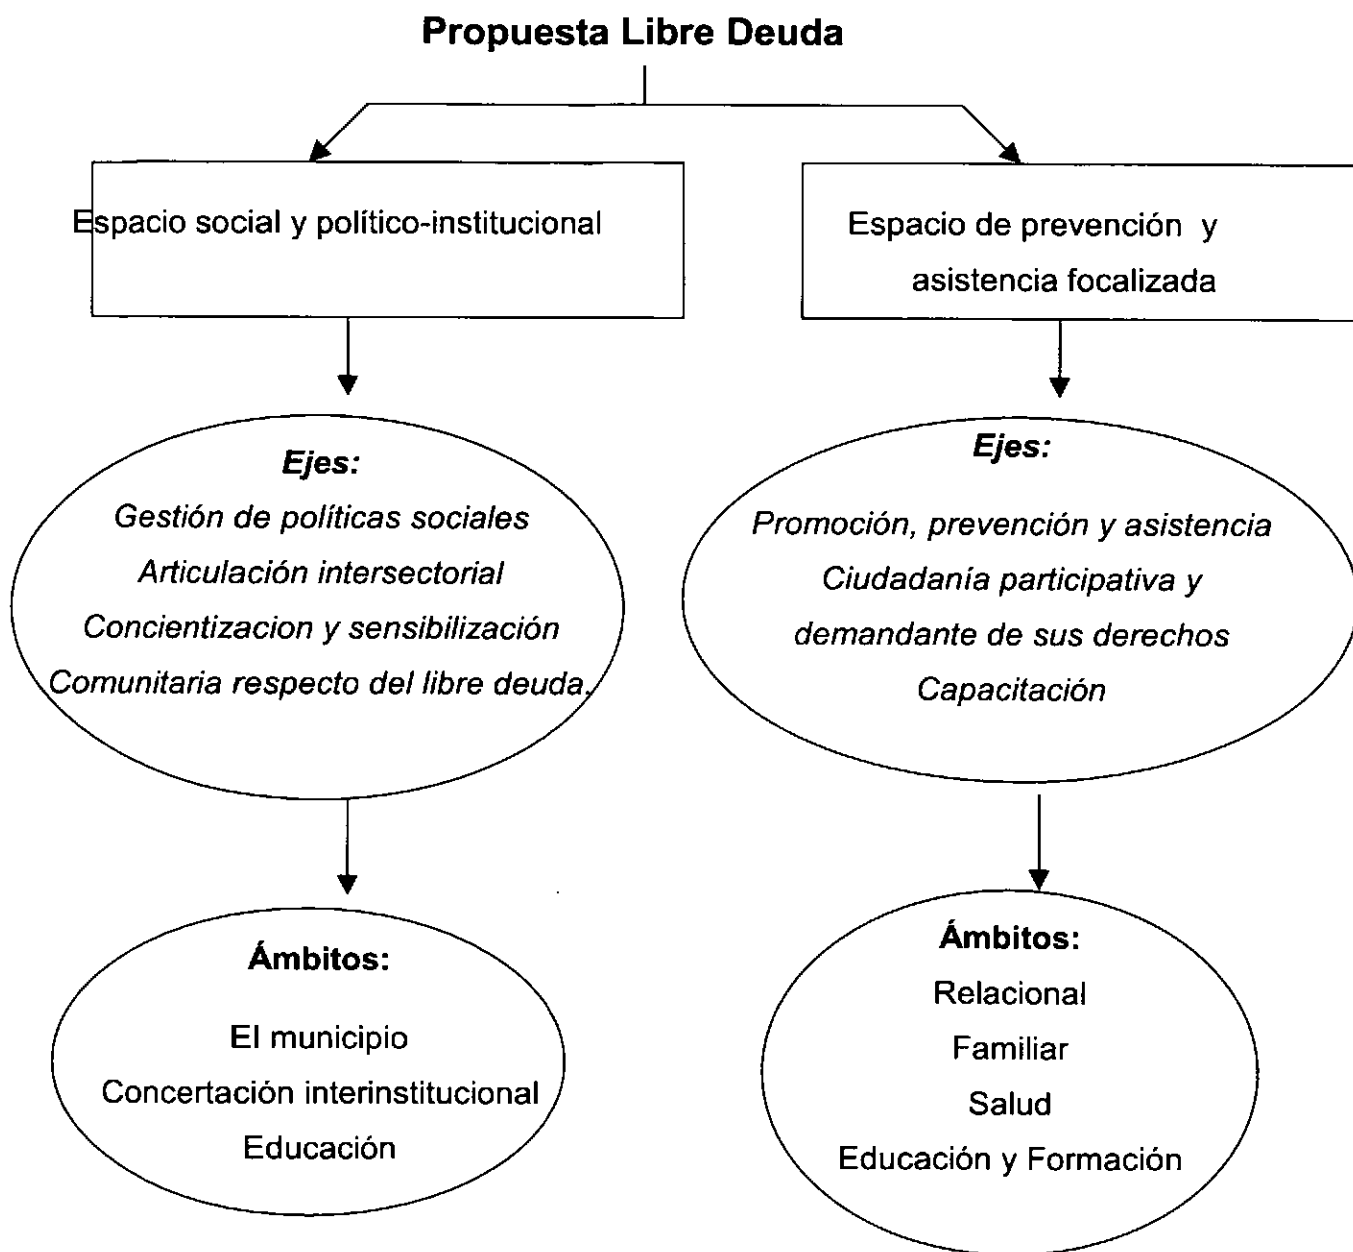 Propuesta Libre Deuda
Espacio social y político-institucional
Espacio de prevención y
asistencia focalizada
Ejes:
Gestión de políticas sociales
Articulación intersectorial
Concientizacion y sensibilización
Comunitaria respecto del libre deuda.
Ejes:
Promoción, prevención y asistencia
Ciudadanía participativa y
demandante de sus derechos
Capacitación
Ámbitos:
El municipio
Concertación interinstitucional
Educación
Ámbitos:
Relacional
Familiar
Salud
Educación y Formación